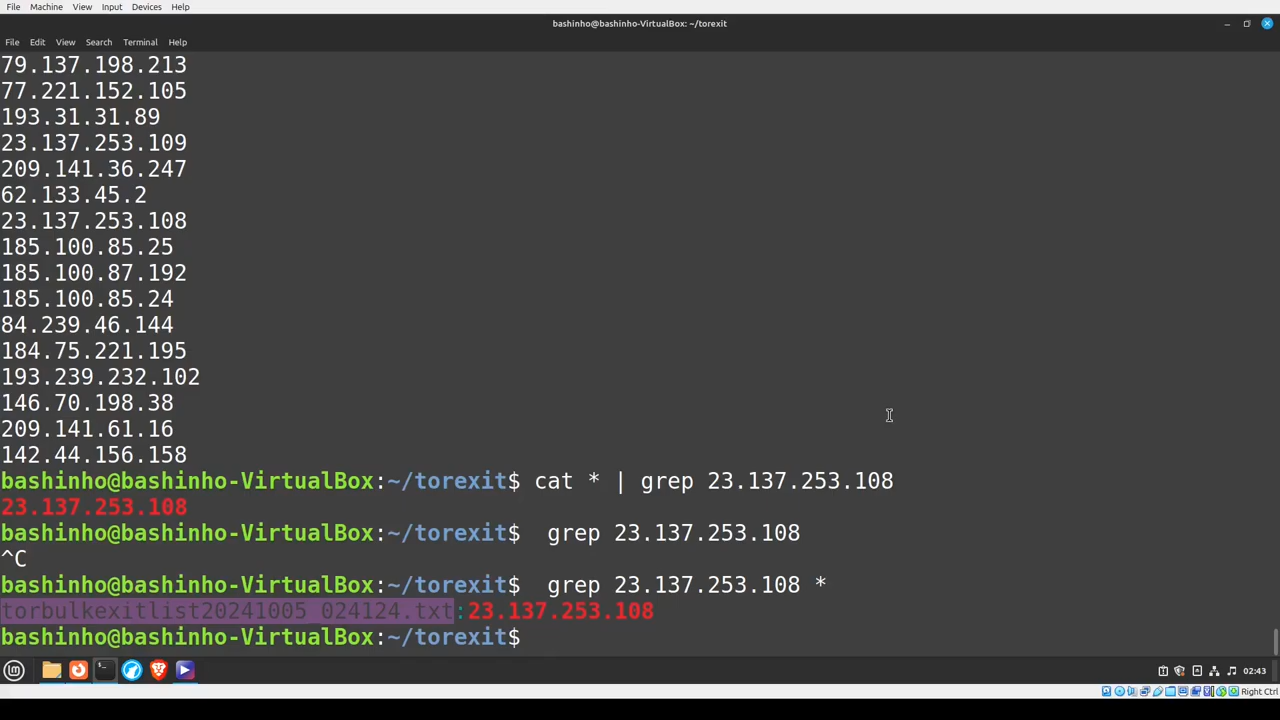 File Machine View Input Devices Help
bashinho@bashinho-VirtualBox: ~/torexit
File Edit View Search Terminal Help
79.137.198.213
77.221.152.105
193.31.31.89
23.137.253.109
209.141.36.247
62.133.45.2
23.137.253.108
185.100.85.25
185.100.87.192
185.100.85.24
84.239.46.144
184.75.221.195
193.239.232.102
146.70.198.38
209.141.61.16
142.44.156.158
bashinho@bashinho-VirtualBox:~/torexit$ cat * | grep 23.137.253.108
23.137.253.108
bashinho@bashinho-VirtualBox:~/torexit$  grep 23.137.253.108
^C
bashinho@bashinho-VirtualBox:~/torexit$  grep 23.137.253.108 *
torbulkexitlist20241005_024124.txt:23.137.253.108
bashinho@bashinho-VirtualBox:~/torexit$
02:43
Right Ctrl